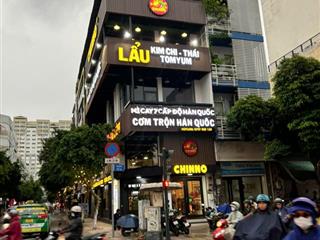 LẨU
KIM CHI - THÁI
TOMYUM
MÌ CAY 7 CẤP ĐỘ HÀN QUỐC
CƠM TRỘN HÀN QUỐC
CHINNO